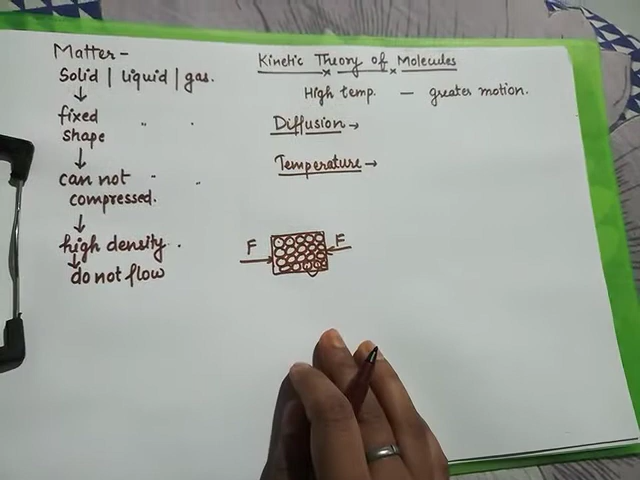 Matter -
Solid | liquid | gas.
↓
fixed " "
shape
↓
can not " "
compressed.
↓
high density . .
↓
do not flow
Kinetic Theory of Molecules
High temp. — greater motion.
Diffusion →
Temperature →
F F